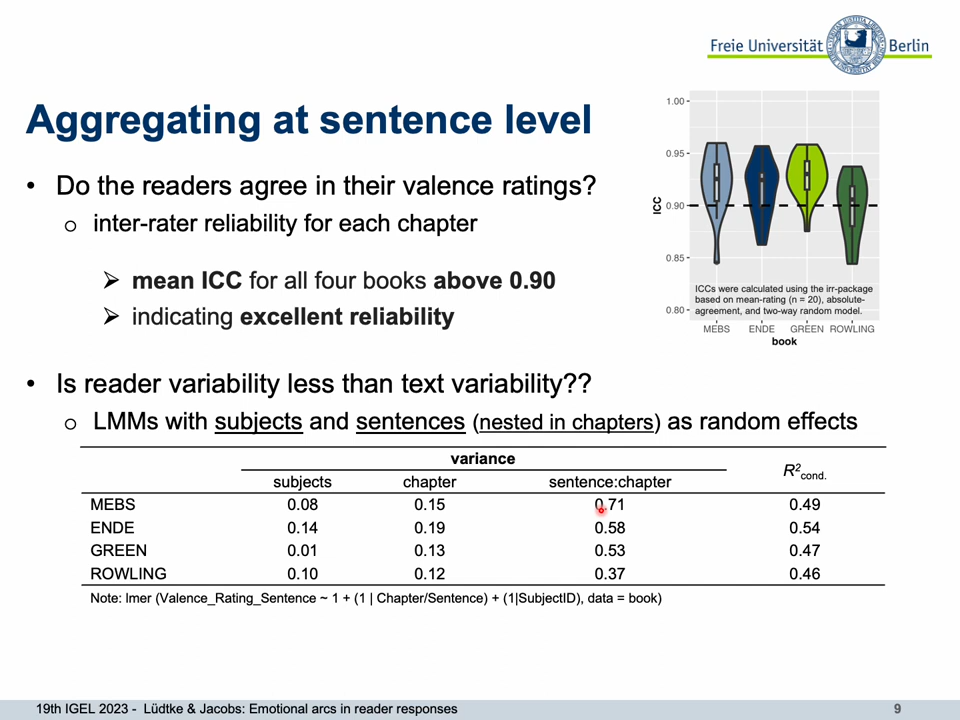 Freie Universität Berlin
Aggregating at sentence level
• Do the readers agree in their valence ratings?
o inter-rater reliability for each chapter
➢ mean ICC for all four books above 0.90
➢ indicating excellent reliability
1.00
0.95
0.90
0.85
0.80
ICC
ICCs were calculated using the irr-package
based on mean-rating (n = 20), absolute-
agreement, and two-way random model.
MEBS ENDE GREEN ROWLING
book
• Is reader variability less than text variability??
o LMMs with subjects and sentences (nested in chapters) as random effects
variance R²cond.
subjects chapter sentence:chapter
MEBS 0.08 0.15 0.71 0.49
ENDE 0.14 0.19 0.58 0.54
GREEN 0.01 0.13 0.53 0.47
ROWLING 0.10 0.12 0.37 0.46
Note: lmer (Valence_Rating_Sentence ~ 1 + (1 | Chapter/Sentence) + (1|SubjectID), data = book)
19th IGEL 2023 - Lüdtke & Jacobs: Emotional arcs in reader responses 9